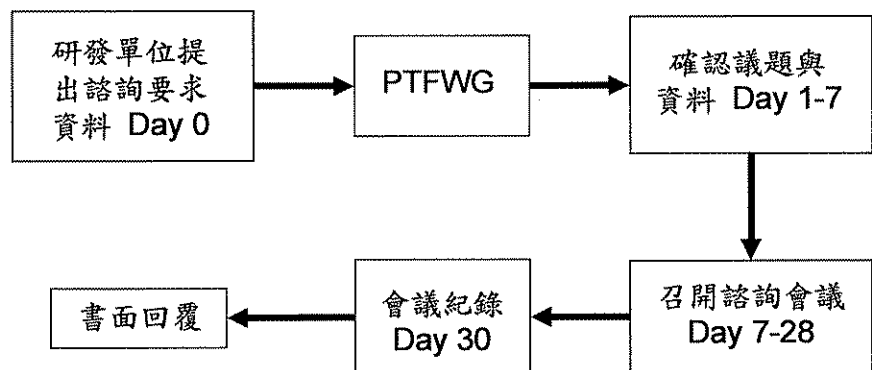 研發單位提
出諮詢要求
資料 Day 0
PTFWG
確認議題與
資料 Day 1-7
召開諮詢會議
Day 7-28
會議紀錄
Day 30
書面回覆